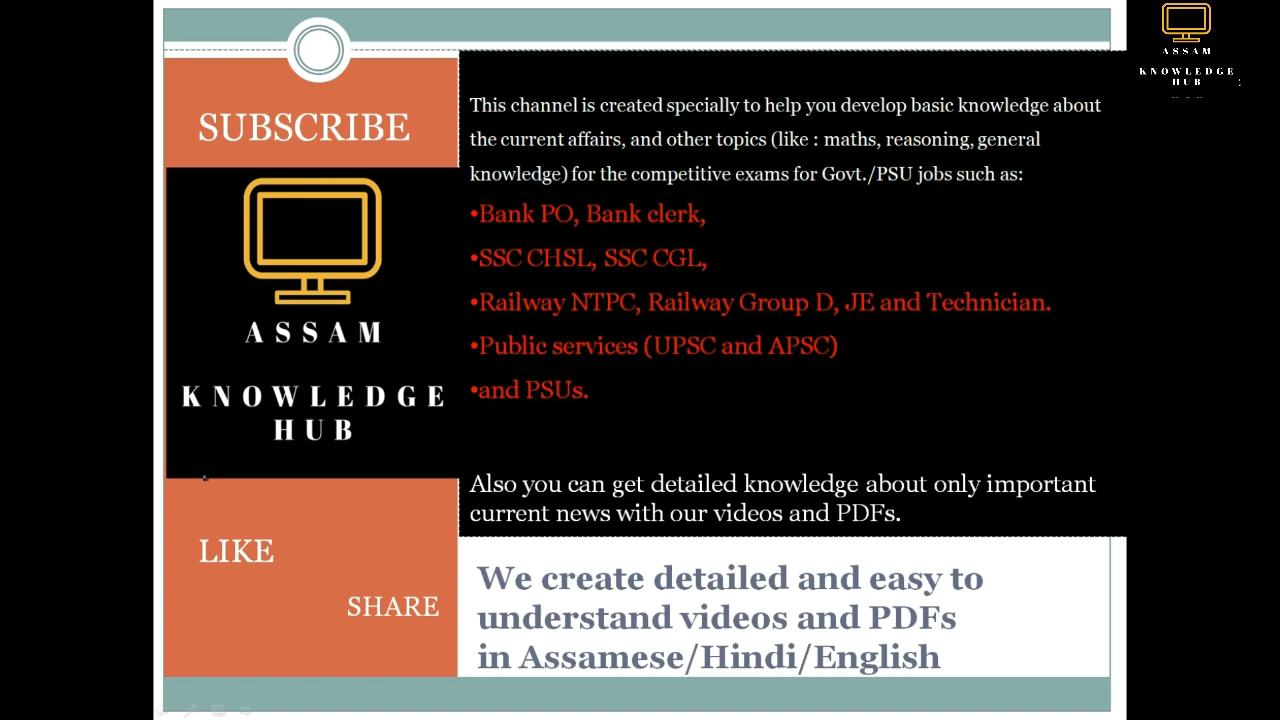 SUBSCRIBE
ASSAM
KNOWLEDGE
HUB
LIKE
SHARE
This channel is created specially to help you develop basic knowledge about
the current affairs, and other topics (like : maths, reasoning, general
knowledge) for the competitive exams for Govt./PSU jobs such as:
•Bank PO, Bank clerk,
•SSC CHSL, SSC CGL,
•Railway NTPC, Railway Group D, JE and Technician.
•Public services (UPSC and APSC)
•and PSUs.
Also you can get detailed knowledge about only important
current news with our videos and PDFs.
We create detailed and easy to
understand videos and PDFs
in Assamese/Hindi/English
ASSAM
KNOWLEDGE
HUB